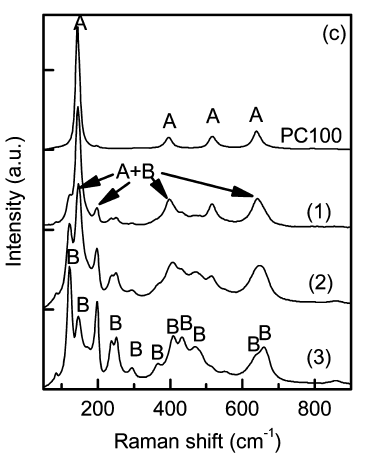 (c)
A
A A A
PC100
A+B
(1)
B
(2)
B B B B
B B B B B
(3)
200 400 600 800
Raman shift (cm⁻¹)
Intensity (a.u.)